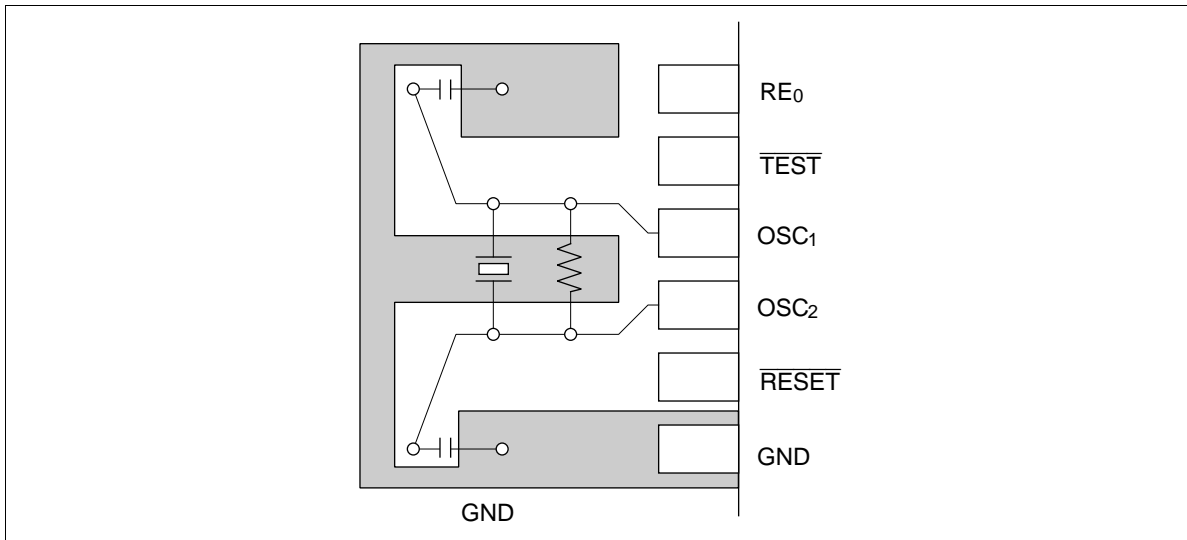 RE0
TEST
OSC1
OSC2
RESET
GND
GND